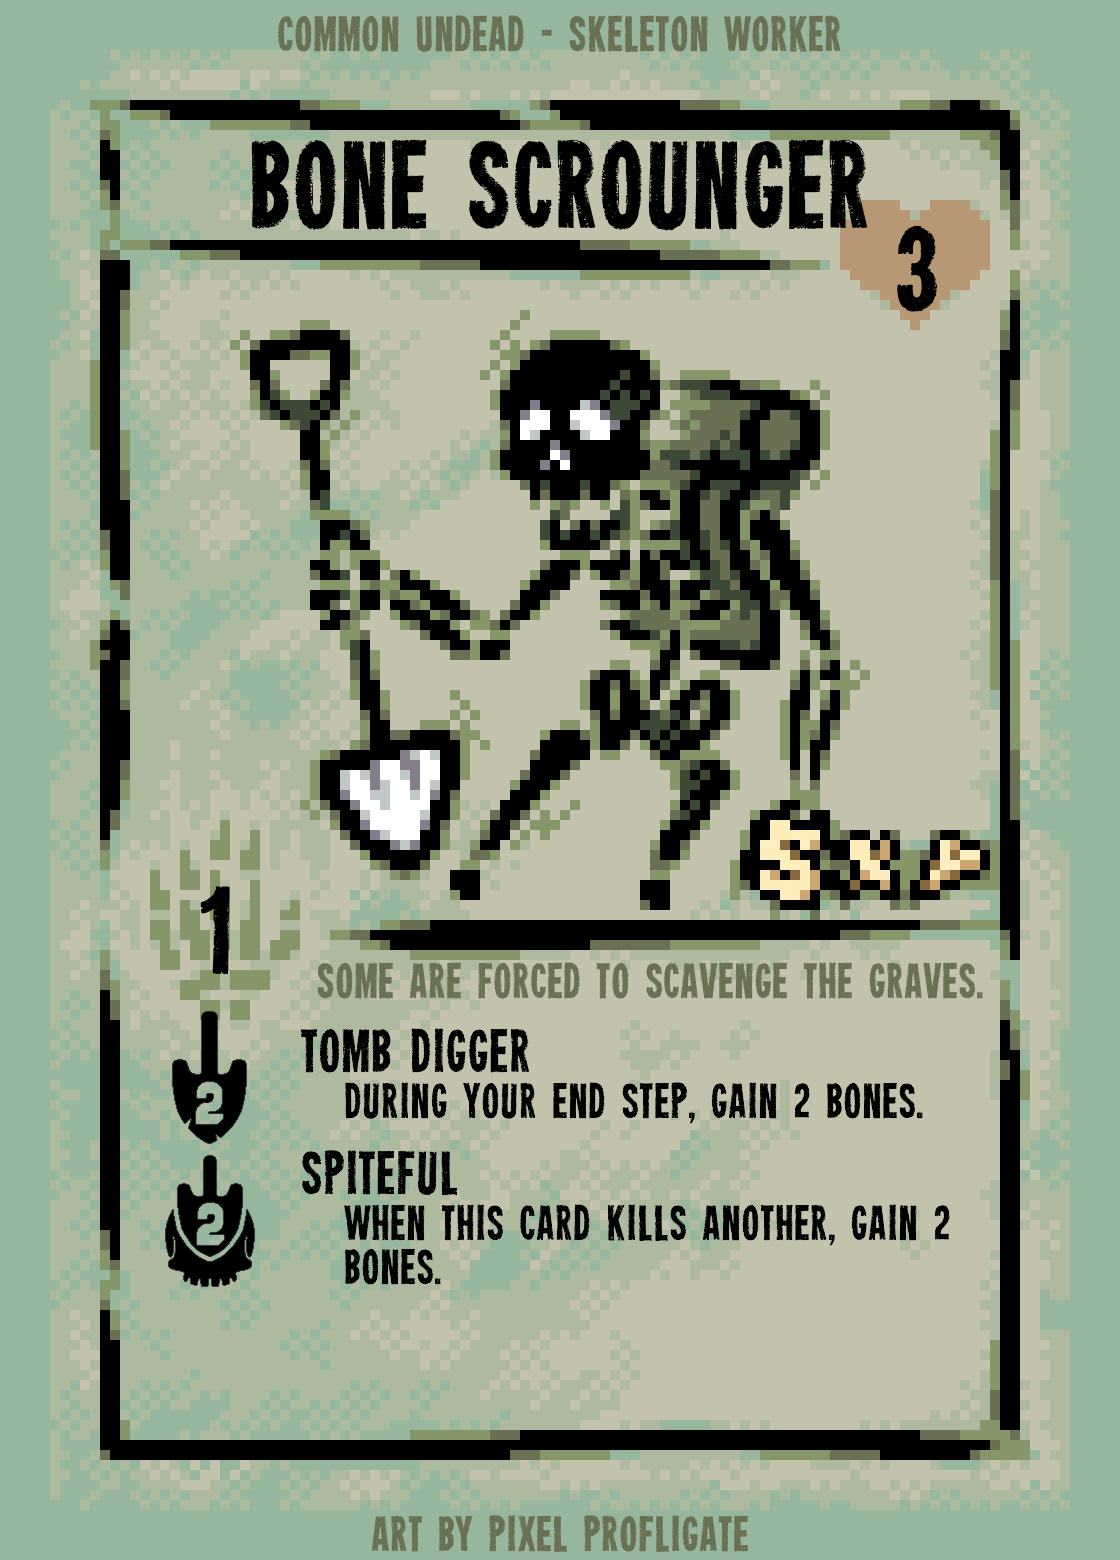 COMMON UNDEAD - SKELETON WORKER
BONE SCROUNGER
3
5 X
1
SOME ARE FORCED TO SCAVENGE THE GRAVES.
2
TOMB DIGGER
DURING YOUR END STEP, GAIN 2 BONES.
2
SPITEFUL
WHEN THIS CARD KILLS ANOTHER, GAIN 2
BONES.
ART BY PIXEL PROFLIGATE